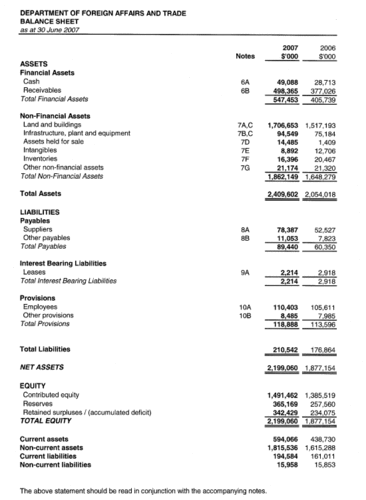 DEPARTMENT OF FOREIGN AFFAIRS AND TRADE
BALANCE SHEET
as at 30 June 2007
2007 2006
Notes $'000 $'000
ASSETS
Financial Assets
Cash 6A 49,088 28,713
Receivables 6B 498,365 377,026
Total Financial Assets 547,453 405,739
Non-Financial Assets
Land and buildings 7A,C 1,706,653 1,517,193
Infrastructure, plant and equipment 7B,C 94,549 75,184
Assets held for sale 7D 14,485 1,409
Intangibles 7E 8,892 12,706
Inventories 7F 16,396 20,467
Other non-financial assets 7G 21,174 21,320
Total Non-Financial Assets 1,862,149 1,648,279
Total Assets 2,409,602 2,054,018
LIABILITIES
Payables
Suppliers 8A 78,387 52,527
Other payables 8B 11,053 7,823
Total Payables 89,440 60,350
Interest Bearing Liabilities
Leases 9A 2,214 2,918
Total Interest Bearing Liabilities 2,214 2,918
Provisions
Employees 10A 110,403 105,611
Other provisions 10B 8,485 7,985
Total Provisions 118,888 113,596
Total Liabilities 210,542 176,864
NET ASSETS 2,199,060 1,877,154
EQUITY
Contributed equity 1,491,462 1,385,519
Reserves 365,169 257,560
Retained surpluses / (accumulated deficit) 342,429 234,075
TOTAL EQUITY 2,199,060 1,877,154
Current assets 594,066 438,730
Non-current assets 1,815,536 1,615,288
Current liabilities 194,584 161,011
Non-current liabilities 15,958 15,853
The above statement should be read in conjunction with the accompanying notes.